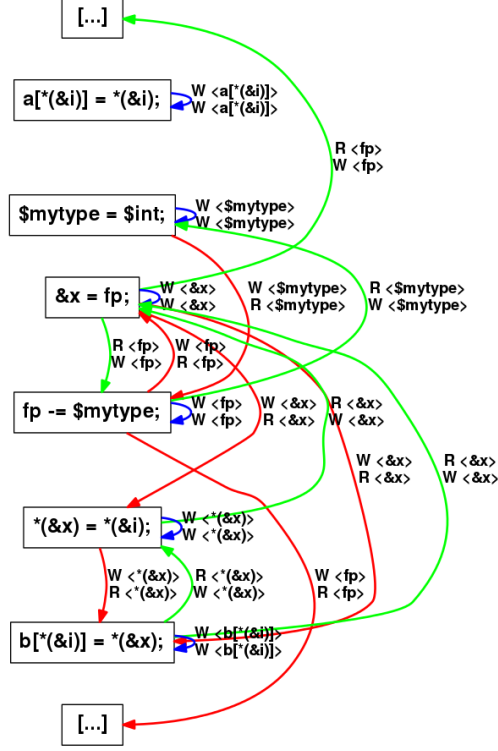 [...]
a[*(&i)] = *(&i);
W <a[*(&i)]>
W <a[*(&i)]>
R <fp>
W <fp>
$mytype = $int;
W <$mytype>
W <$mytype>
&x = fp;
W <&x>
W <&x>
W <$mytype>
R <$mytype>
R <$mytype>
W <$mytype>
R <fp>
W <fp>
W <fp>
R <fp>
fp -= $mytype;
W <fp>
W <fp>
W <&x>
R <&x>
R <&x>
W <&x>
W <&x>
R <&x>
R <&x>
W <&x>
*(&x) = *(&i);
W <*(&x)>
W <*(&x)>
W <*(&x)>
R <*(&x)>
R <*(&x)>
W <*(&x)>
W <fp>
R <fp>
b[*(&i)] = *(&x);
W <b[*(&i)]>
W <b[*(&i)]>
[...]